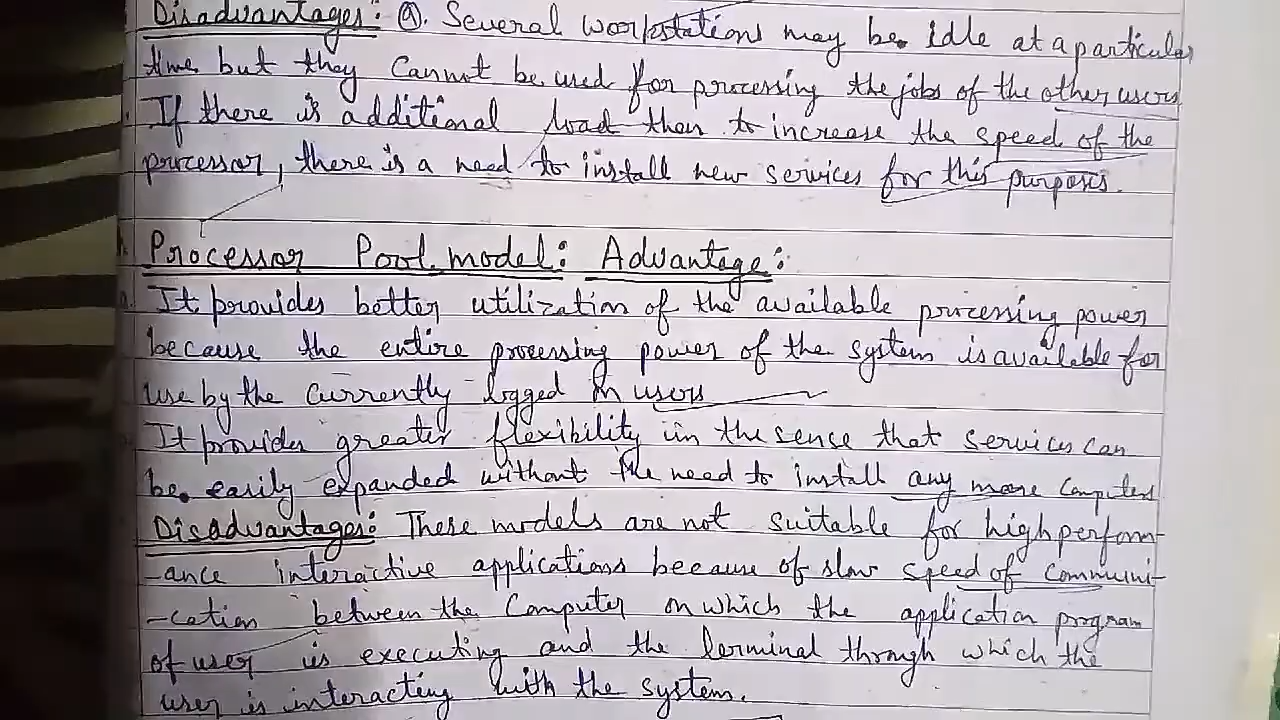 Disadvantages: a. Several workstations may be idle at a particular
time but they cannot be used for processing the jobs of the other users
If there is additional load then to increase the speed of the
processor, there is a need to install new services for this purposes.
Processor Pool model: Advantage:
It provides better utilization of the available processing power
because the entire processing power of the system is available for
use by the currently logged in users
It provides greater flexibility in the sense that services can
be easily expanded without the need to install any more computers
Disadvantages: These models are not suitable for high perform-
-ance interactive applications because of slow speed of communi-
-cation between the computer on which the application program
of user is executing and the terminal through which the
user is interacting with the system.